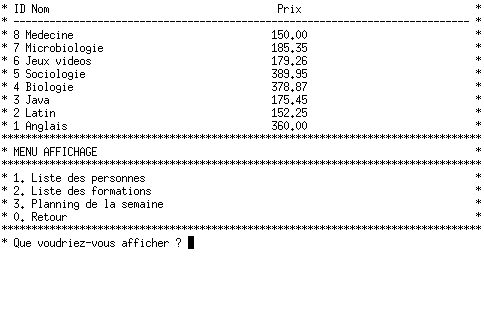 * ID Nom Prix *
* ---------------------------------------------------------------------------- *
* 8 Medecine 150.00 *
* 7 Microbiologie 185.35 *
* 6 Jeux videos 179.26 *
* 5 Sociologie 389.95 *
* 4 Biologie 378.87 *
* 3 Java 175.45 *
* 2 Latin 152.25 *
* 1 Anglais 360.00 *
********************************************************************************
* MENU AFFICHAGE *
********************************************************************************
* 1. Liste des personnes *
* 2. Liste des formations *
* 3. Planning de la semaine *
* 0. Retour *
********************************************************************************
* Que voudriez-vous afficher ?